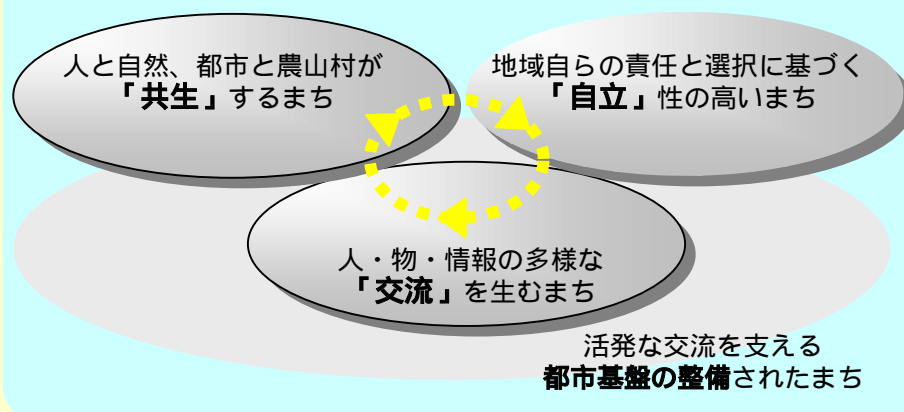 人と自然、都市と農山村が
「共生」するまち
地域自らの責任と選択に基づく
「自立」性の高いまち
人・物・情報の多様な
「交流」を生むまち
活発な交流を支える
都市基盤の整備されたまち